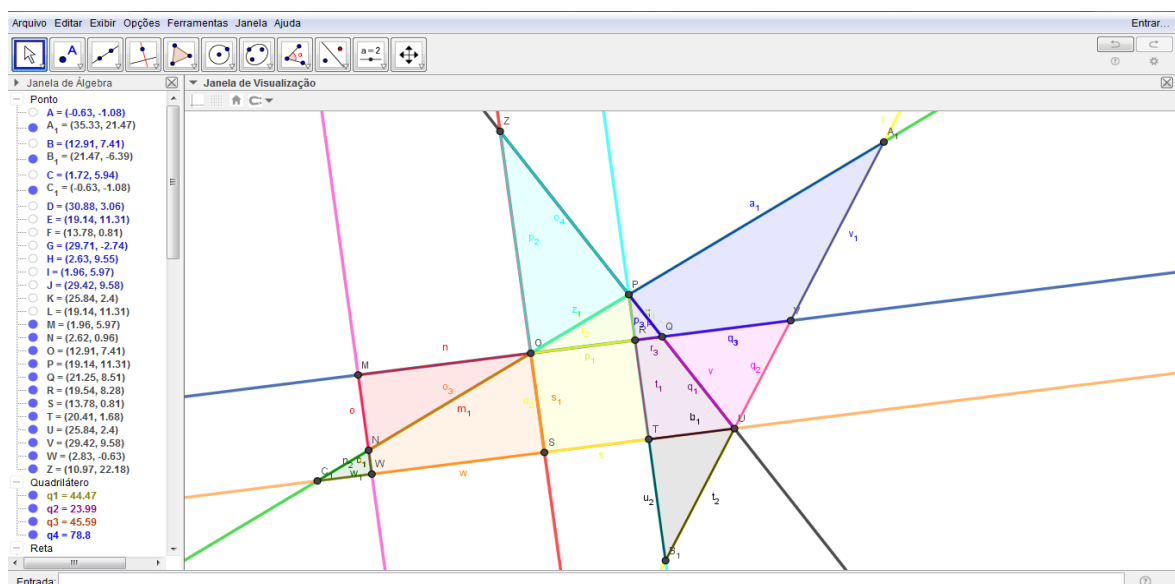 Arquivo Editar Exibir Opções Ferramentas Janela Ajuda Entrar...
A a=2
Janela de Álgebra
Janela de Visualização
Ponto
A = (-0.63, -1.08)
A₁ = (35.33, 21.47)
B = (12.91, 7.41)
B₁ = (21.47, -6.39)
C = (1.72, 5.94)
C₁ = (-0.63, -1.08)
D = (30.88, 3.06)
E = (19.14, 11.31)
F = (13.78, 0.81)
G = (29.71, -2.74)
H = (2.63, 9.55)
I = (1.96, 5.97)
J = (29.42, 9.58)
K = (25.84, 2.4)
L = (19.14, 11.31)
M = (1.96, 5.97)
N = (2.62, 0.96)
O = (12.91, 7.41)
P = (19.14, 11.31)
Q = (21.25, 8.51)
R = (19.54, 8.28)
S = (13.78, 0.81)
T = (20.41, 1.68)
U = (25.84, 2.4)
V = (29.42, 9.58)
W = (2.83, -0.63)
Z = (10.97, 22.18)
Quadrilátero
q1 = 44.47
q2 = 23.99
q3 = 45.59
q4 = 78.8
Reta
Z
A₁
o₄
a₁
p₂
v₁
P
z₁
p₃
R
Q
q₃
O
n
p₁
r₃
M
o₃
s₁
t₁
q₁
v
q₂
o
m₁
b₁
U
N
S
T
s
C₁
W
w
u₂
t₂
B₁
Entrada: